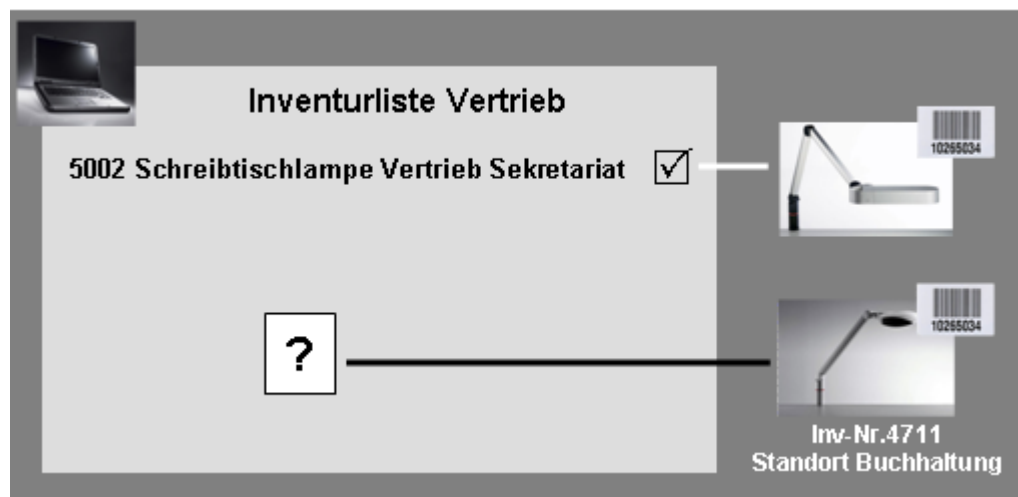 Inventurliste Vertrieb
5002 Schreibtischlampe Vertrieb Sekretariat
10265034
?
10265034
Inv-Nr.4711
Standort Buchhaltung